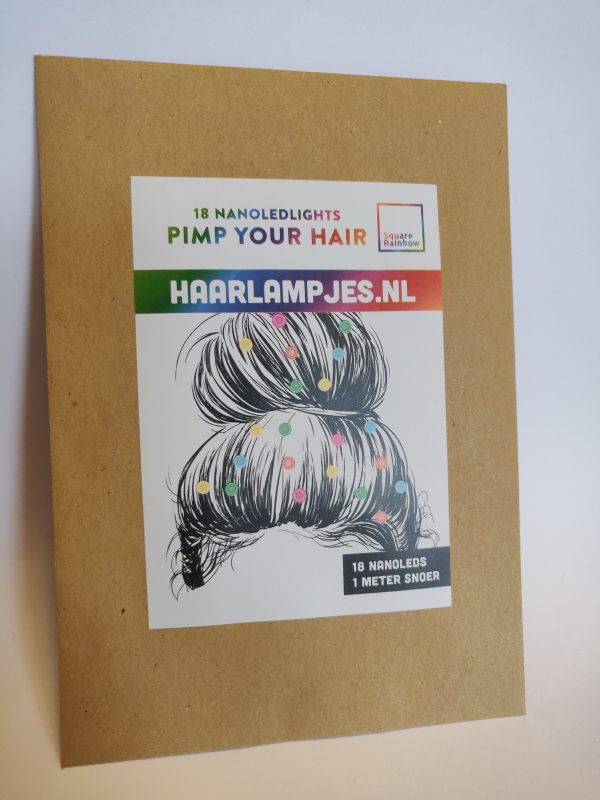 18 NANOLEDLIGHTS
PIMP YOUR HAIR
Square
Rainbow
HAARLAMPJES.NL
18 NANOLEDS
1 METER SNOER